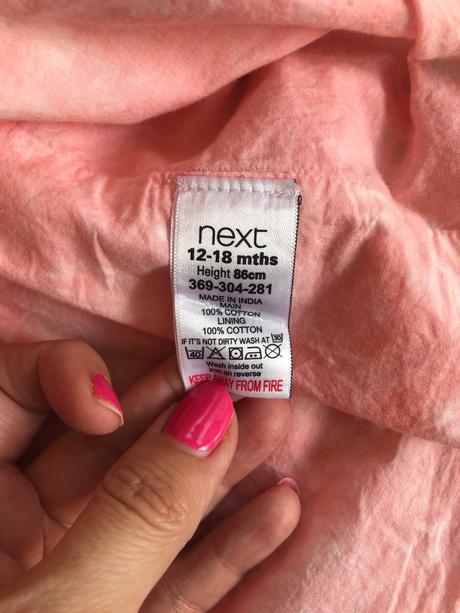 next
12-18 mths
Height 86cm
369-304-281
MADE IN INDIA
MAIN
100% COTTON
LINING
100% COTTON
IF IT'S NOT DIRTY WASH AT 30
40
Wash inside out
iron on reverse
KEEP AWAY FROM FIRE